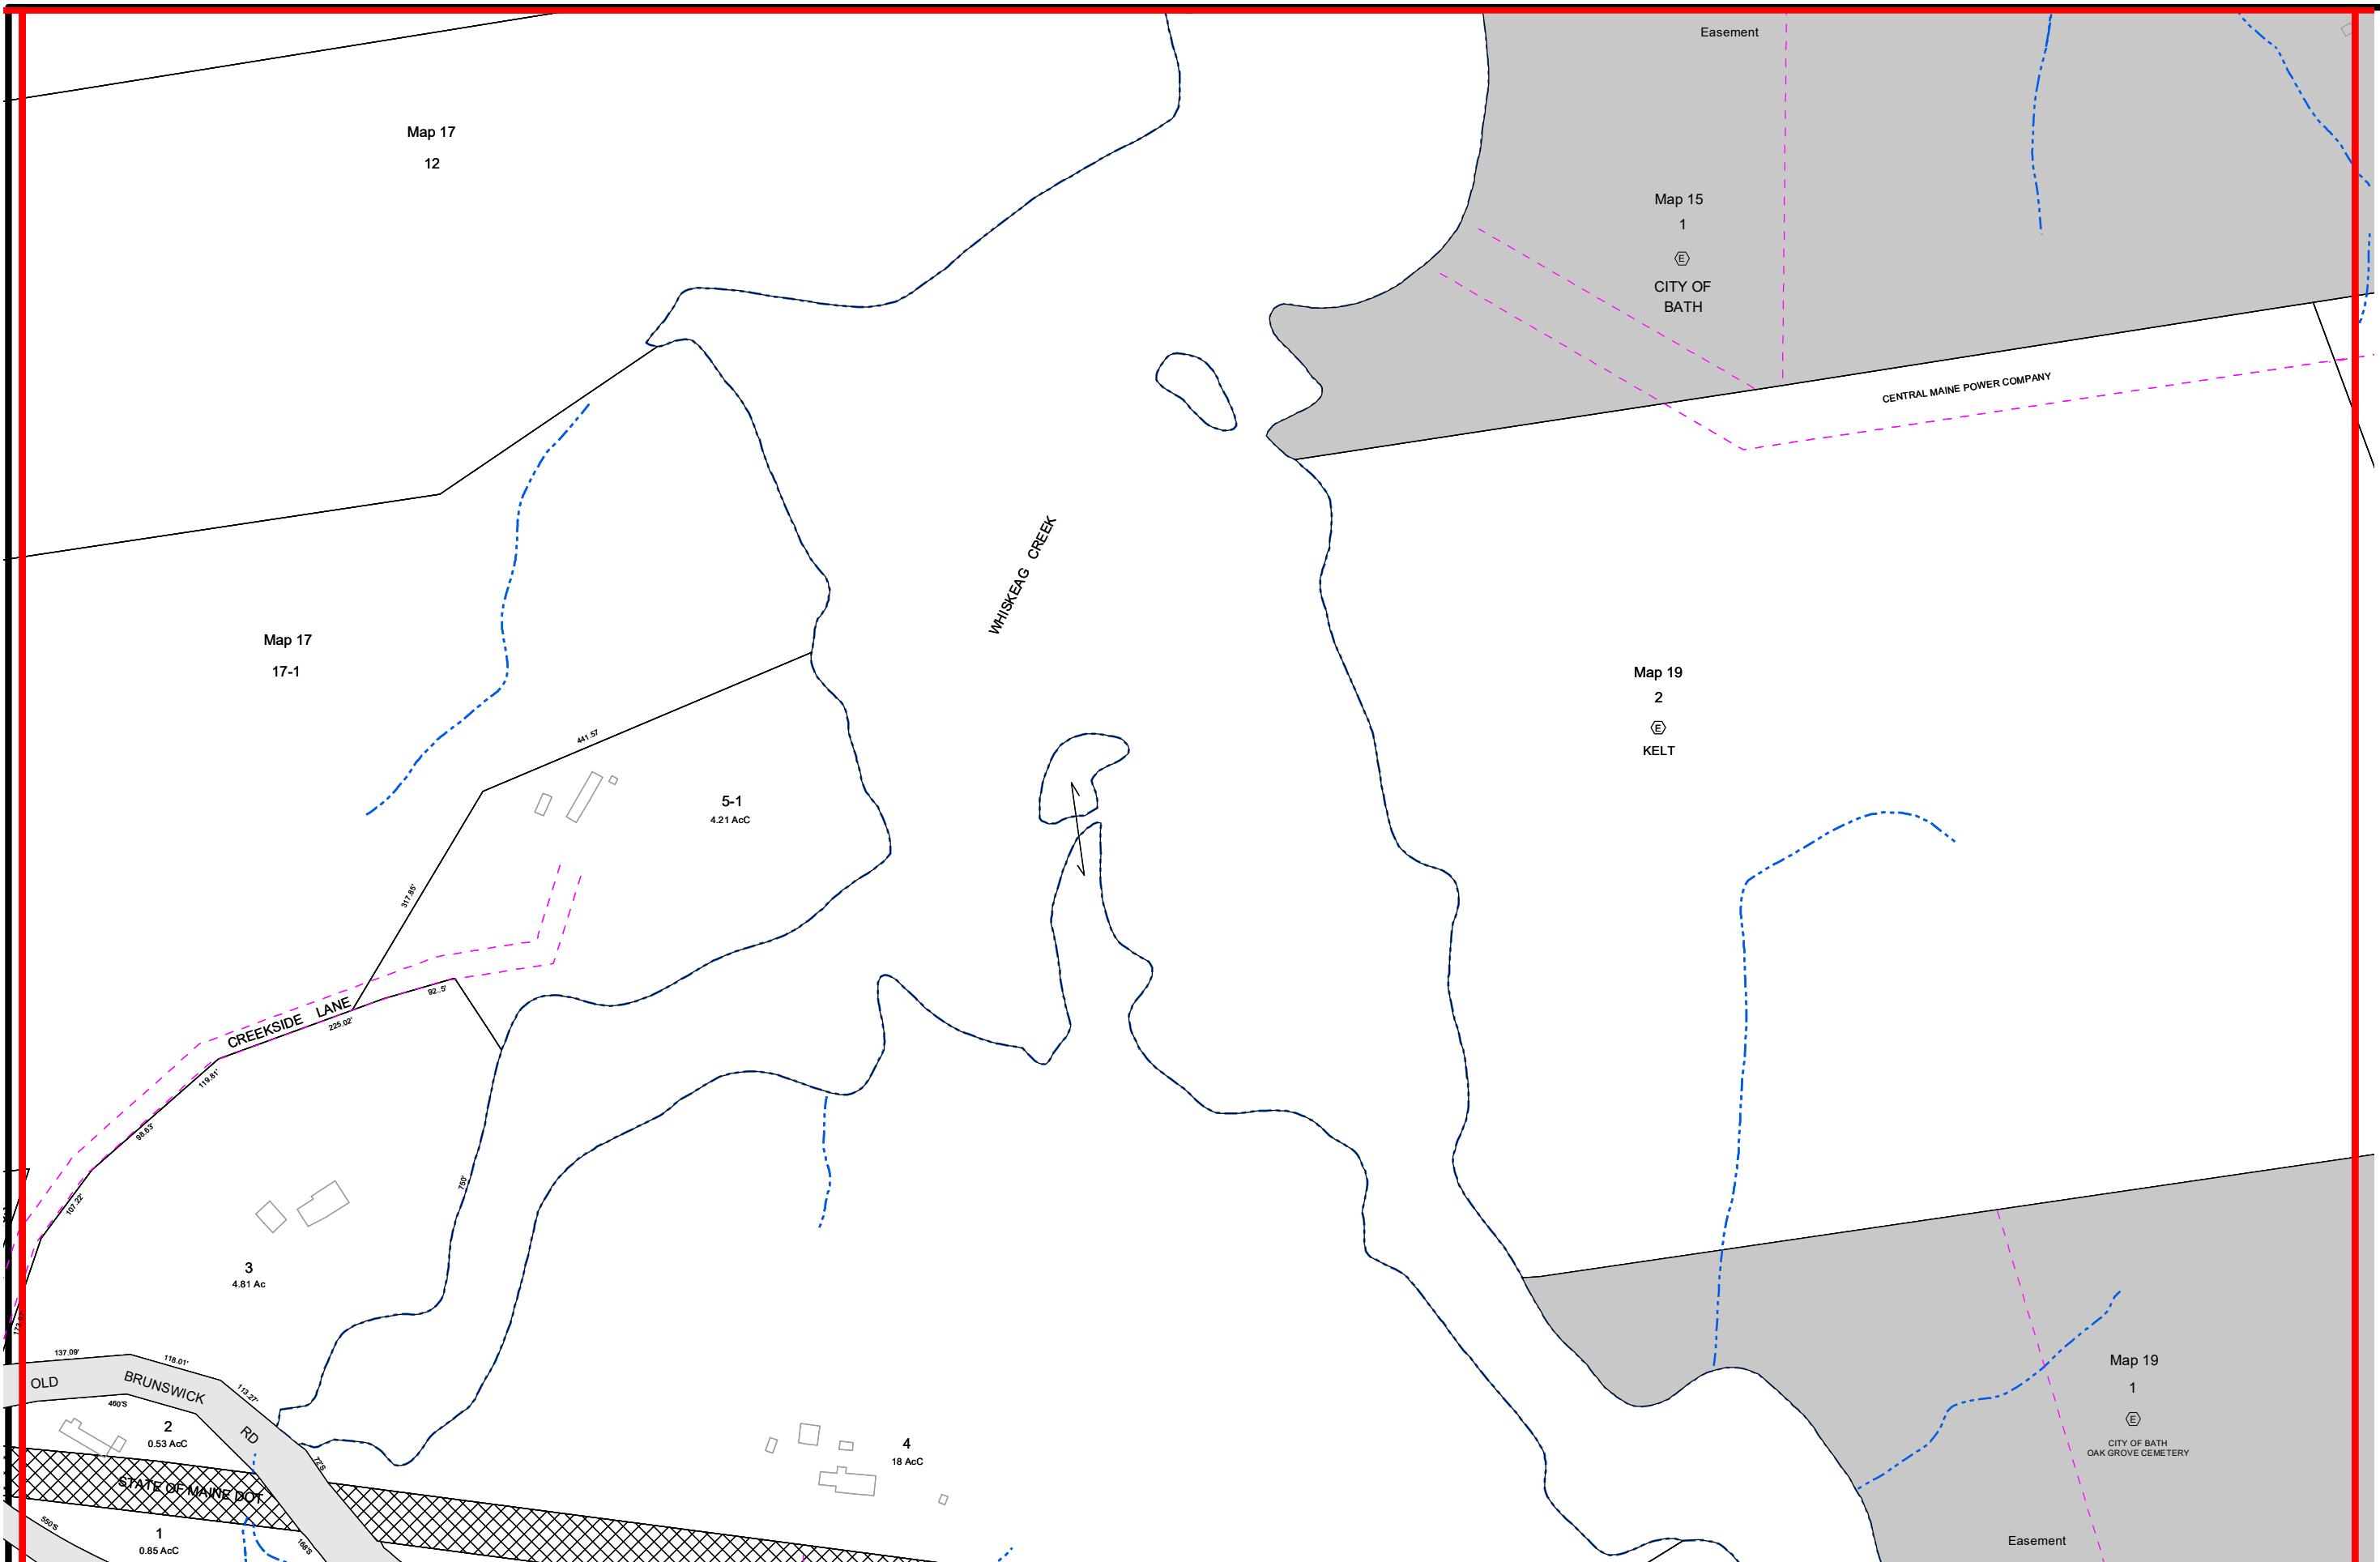 Easement
Map 17
12
Map 15
1
E
CITY OF
BATH
CENTRAL MAINE POWER COMPANY
WHISKEAG CREEK
Map 17
17-1
Map 19
2
E
KELT
441.57
5-1
4.21 AcC
317.85'
92..5'
CREEKSIDE LANE
225.02'
119.81'
98.63'
107.22'
750'
3
4.81 Ac
137.09'
118.01'
113.27'
OLD BRUNSWICK RD
460'S
2
0.53 AcC
72'S
STATE OF MAINE DOT
4
18 AcC
Map 19
1
E
CITY OF BATH
OAK GROVE CEMETERY
550'S
1
0.85 AcC
168'S
Easement